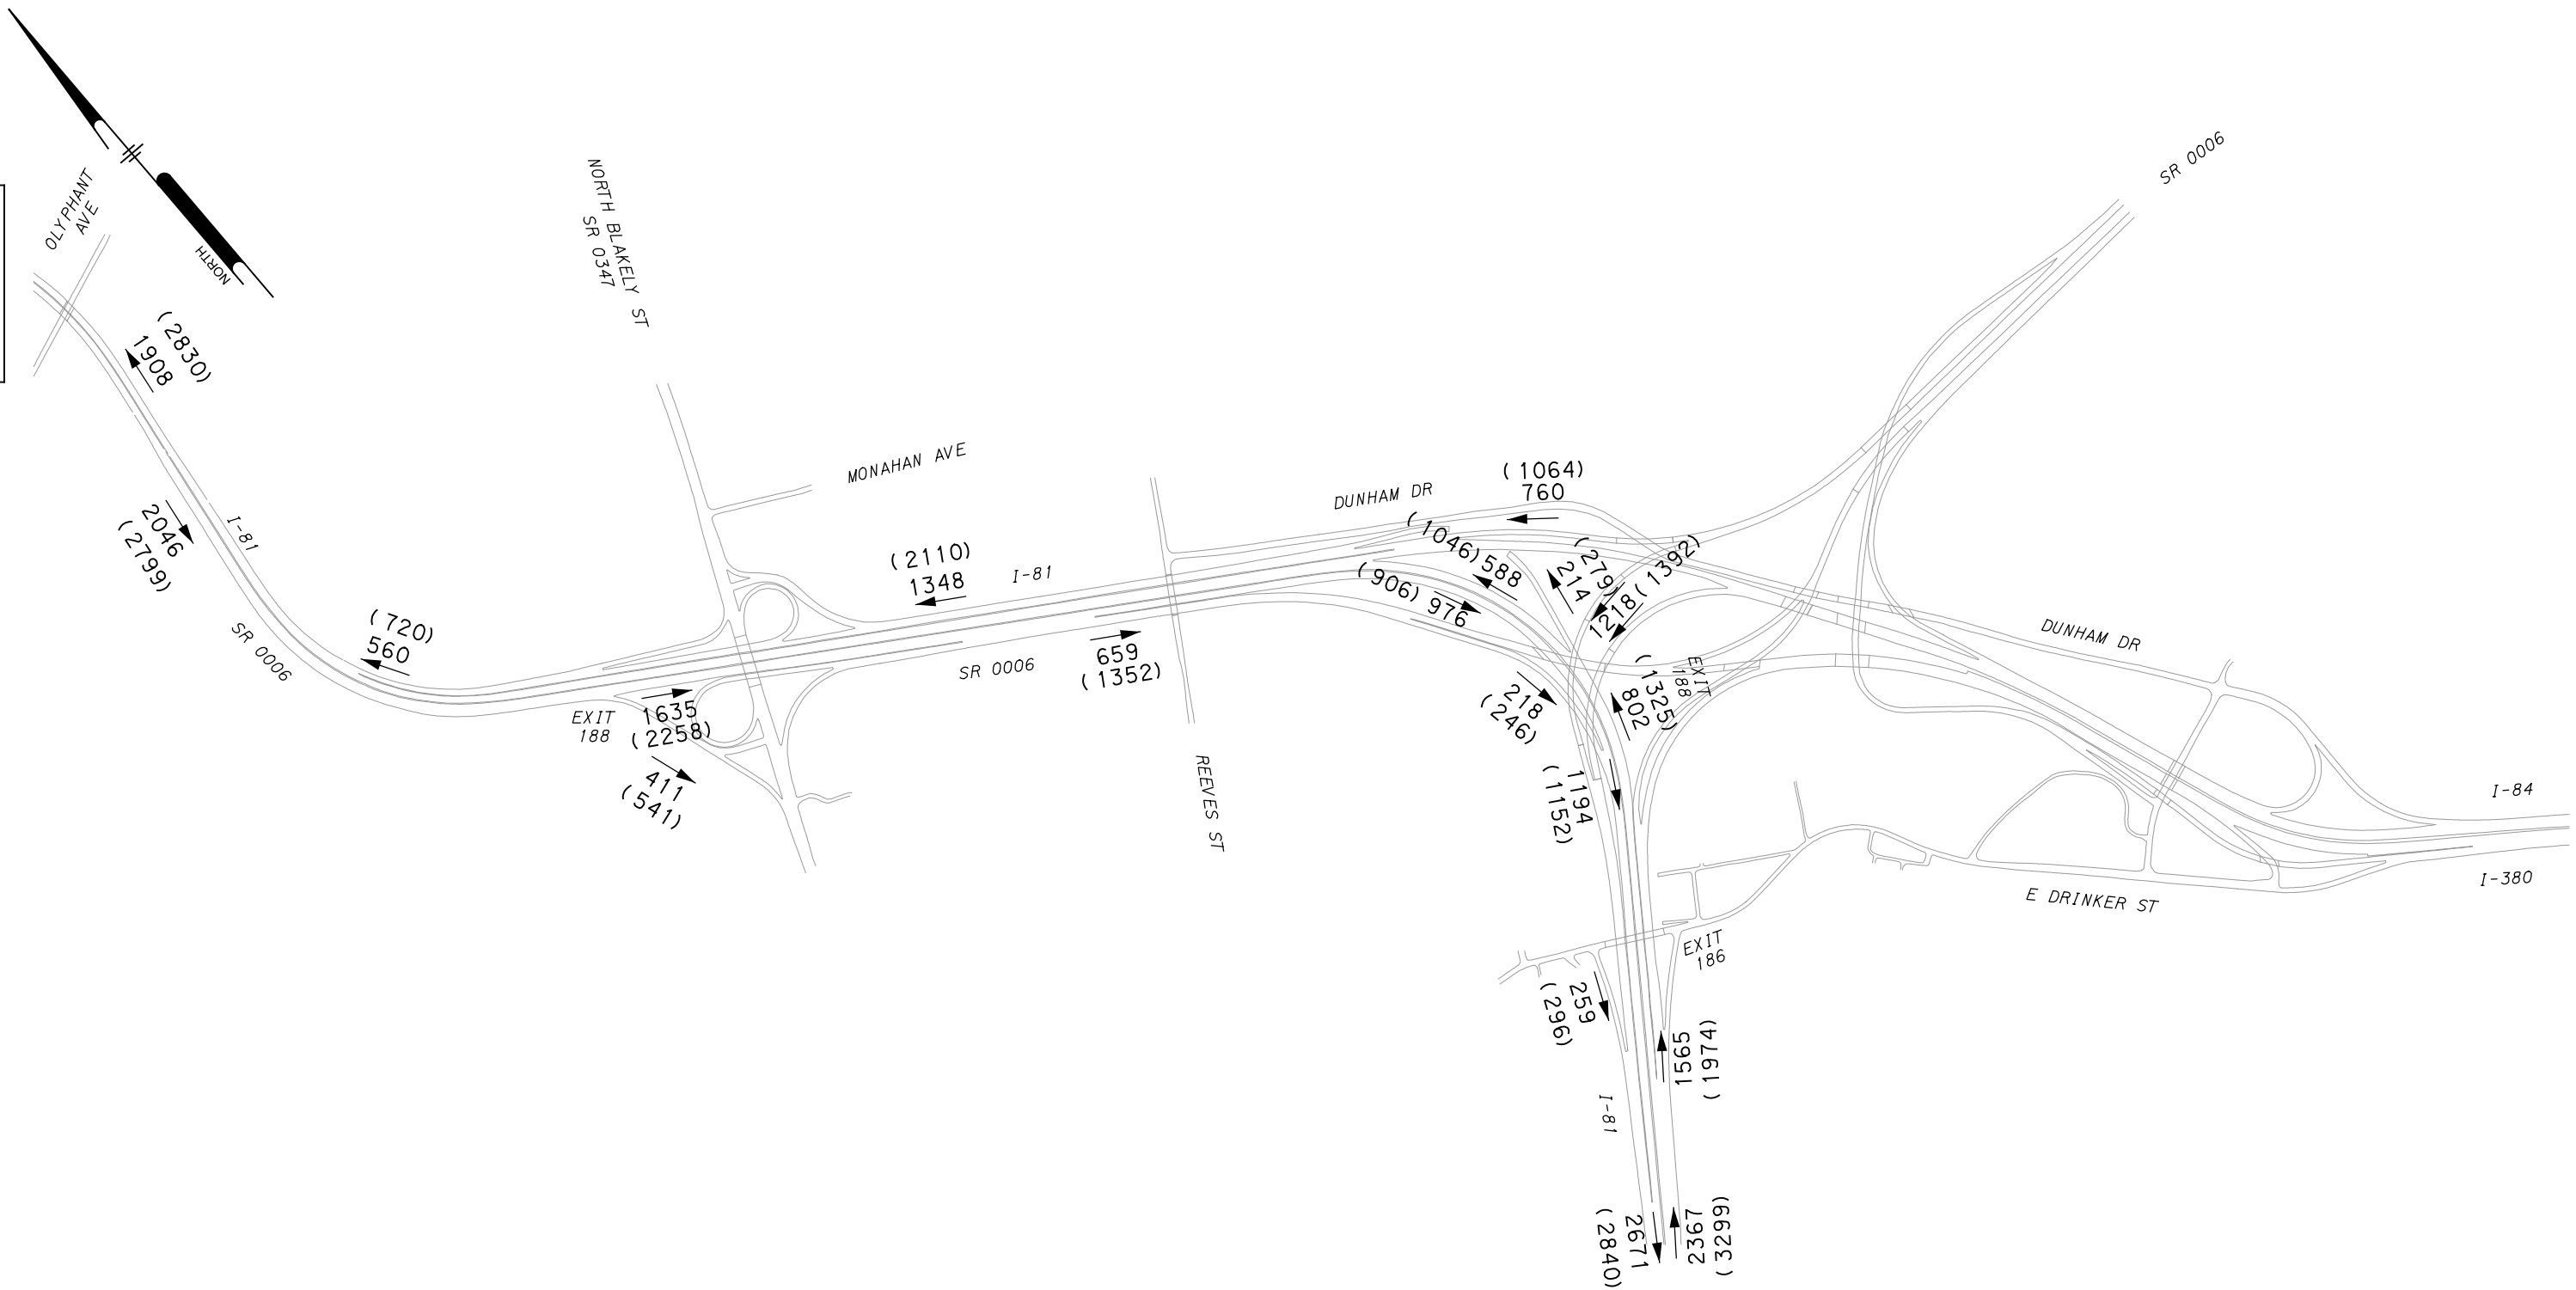 SR 0006
OLYPHANT
AVE
NORTH
NORTH BLAKELY ST
SR 0347
(2830)
1908
2046
(2799)
I-81
SR 0006
(720)
560
MONAHAN AVE
(2110)
1348
I-81
EXIT
188
1635
(2258)
411
(541)
SR 0006
659
(1352)
REEVES ST
DUNHAM DR
(1064)
760
(1046) 588
(906) 976
(279)
214
1218 (1392)
218
(246)
(1325)
802
EXIT
188
1194
(1152)
DUNHAM DR
I-84
I-380
E DRINKER ST
EXIT
186
259
(296)
1565
(1974)
I-81
2671
(2840)
2367
(3299)